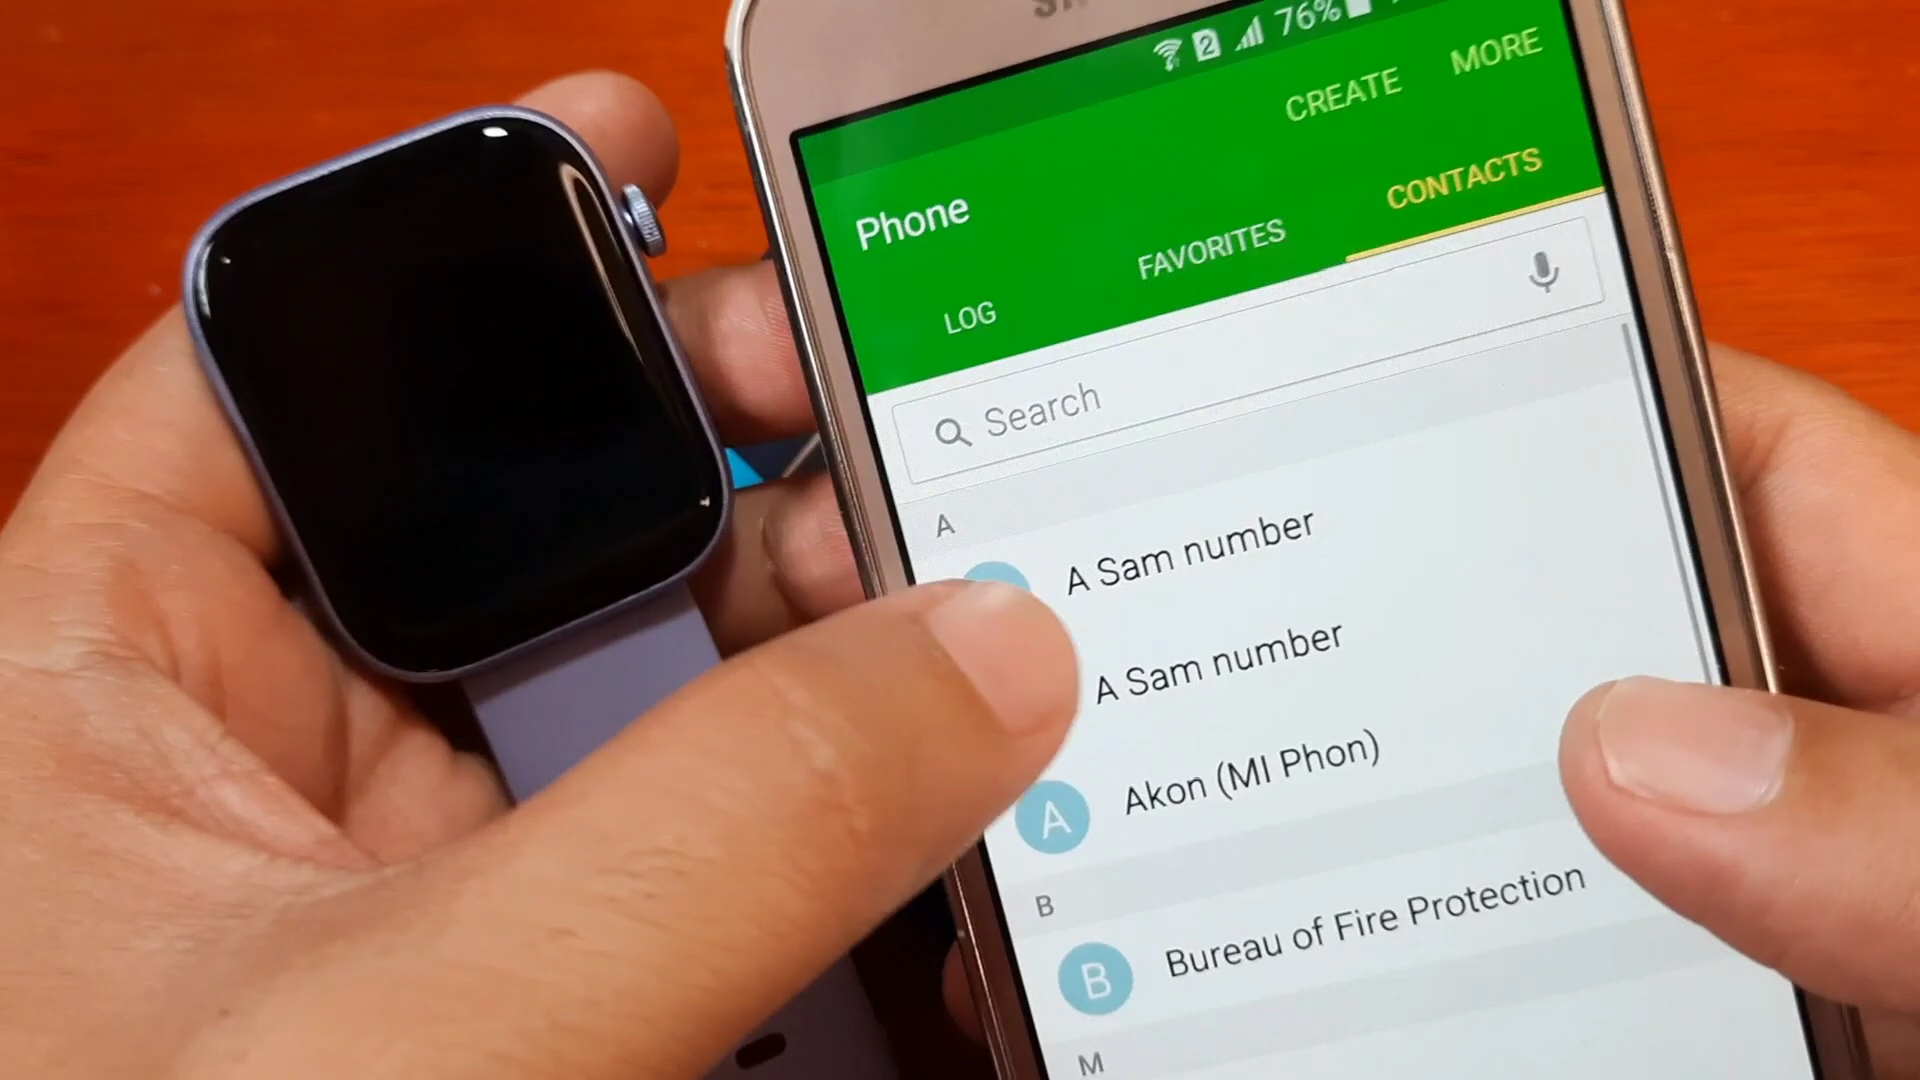 2 76%
CREATE MORE
Phone
LOG FAVORITES CONTACTS
Search
A
A Sam number
A Sam number
A Akon (MI Phon)
B
B Bureau of Fire Protection
M